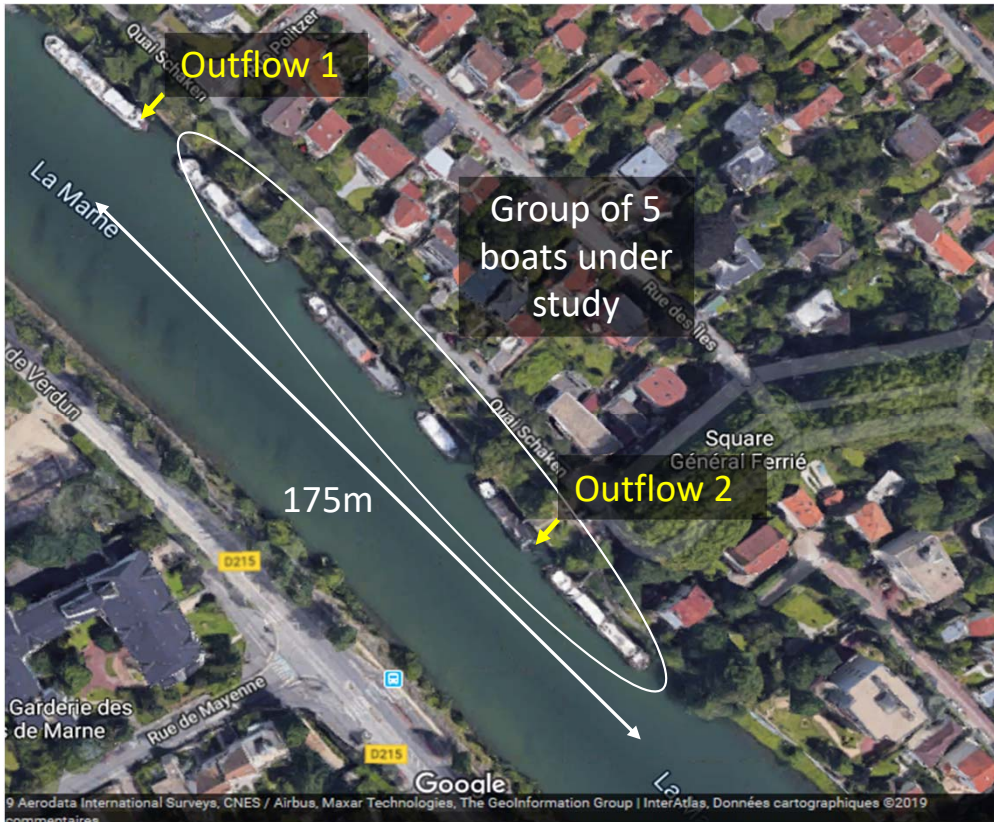 Quai Schaken
Politzer
Outflow 1
La Marne
Group of 5
boats under
study
Rue des Iles
de Verdun
Quai Schaken
Square
Général Ferrié
Outflow 2
175m
D215
Garderie des
s de Marne
Rue de Mayenne
D215
Google
La
9 Aerodata International Surveys, CNES / Airbus, Maxar Technologies, The GeoInformation Group | InterAtlas, Données cartographiques ©2019
commentaires